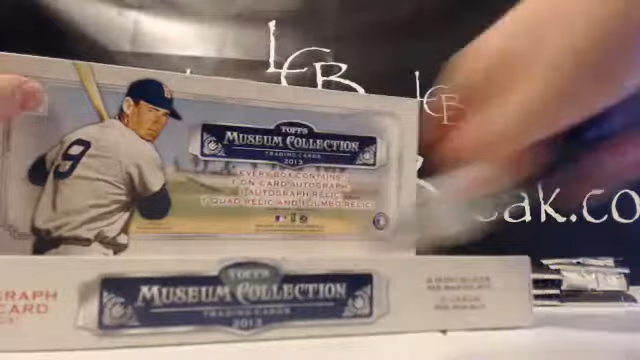 LCB
LCB
eak.co
9
TOPPS
MUSEUM COLLECTION
TRADING CARDS
2013
EVERY BOX CONTAINS:
1 ON-CARD AUTOGRAPH
1 AUTOGRAPH RELIC
1 QUAD RELIC AND 1 JUMBO RELIC
TOPPS
MUSEUM COLLECTION
TRADING CARDS
2013
GRAPH
CARD